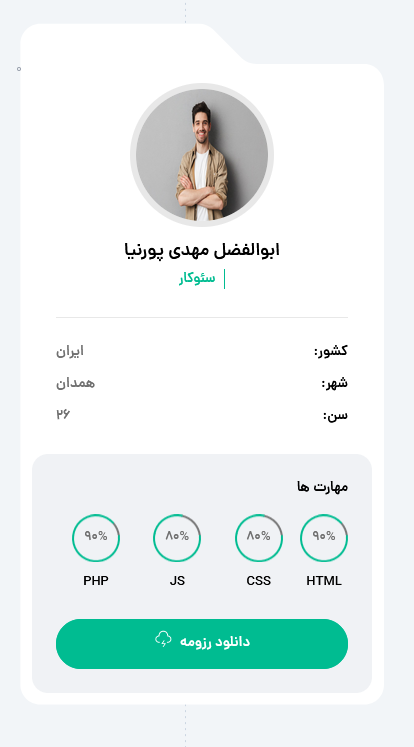 ابوالفضل مهدی پورنیا
سئوکار
کشور: ایران
شهر: همدان
سن: ۲۶
مهارت ها
۹۰% ۸۰% ۸۰% ۹۰%
HTML CSS JS PHP
دانلود رزومه